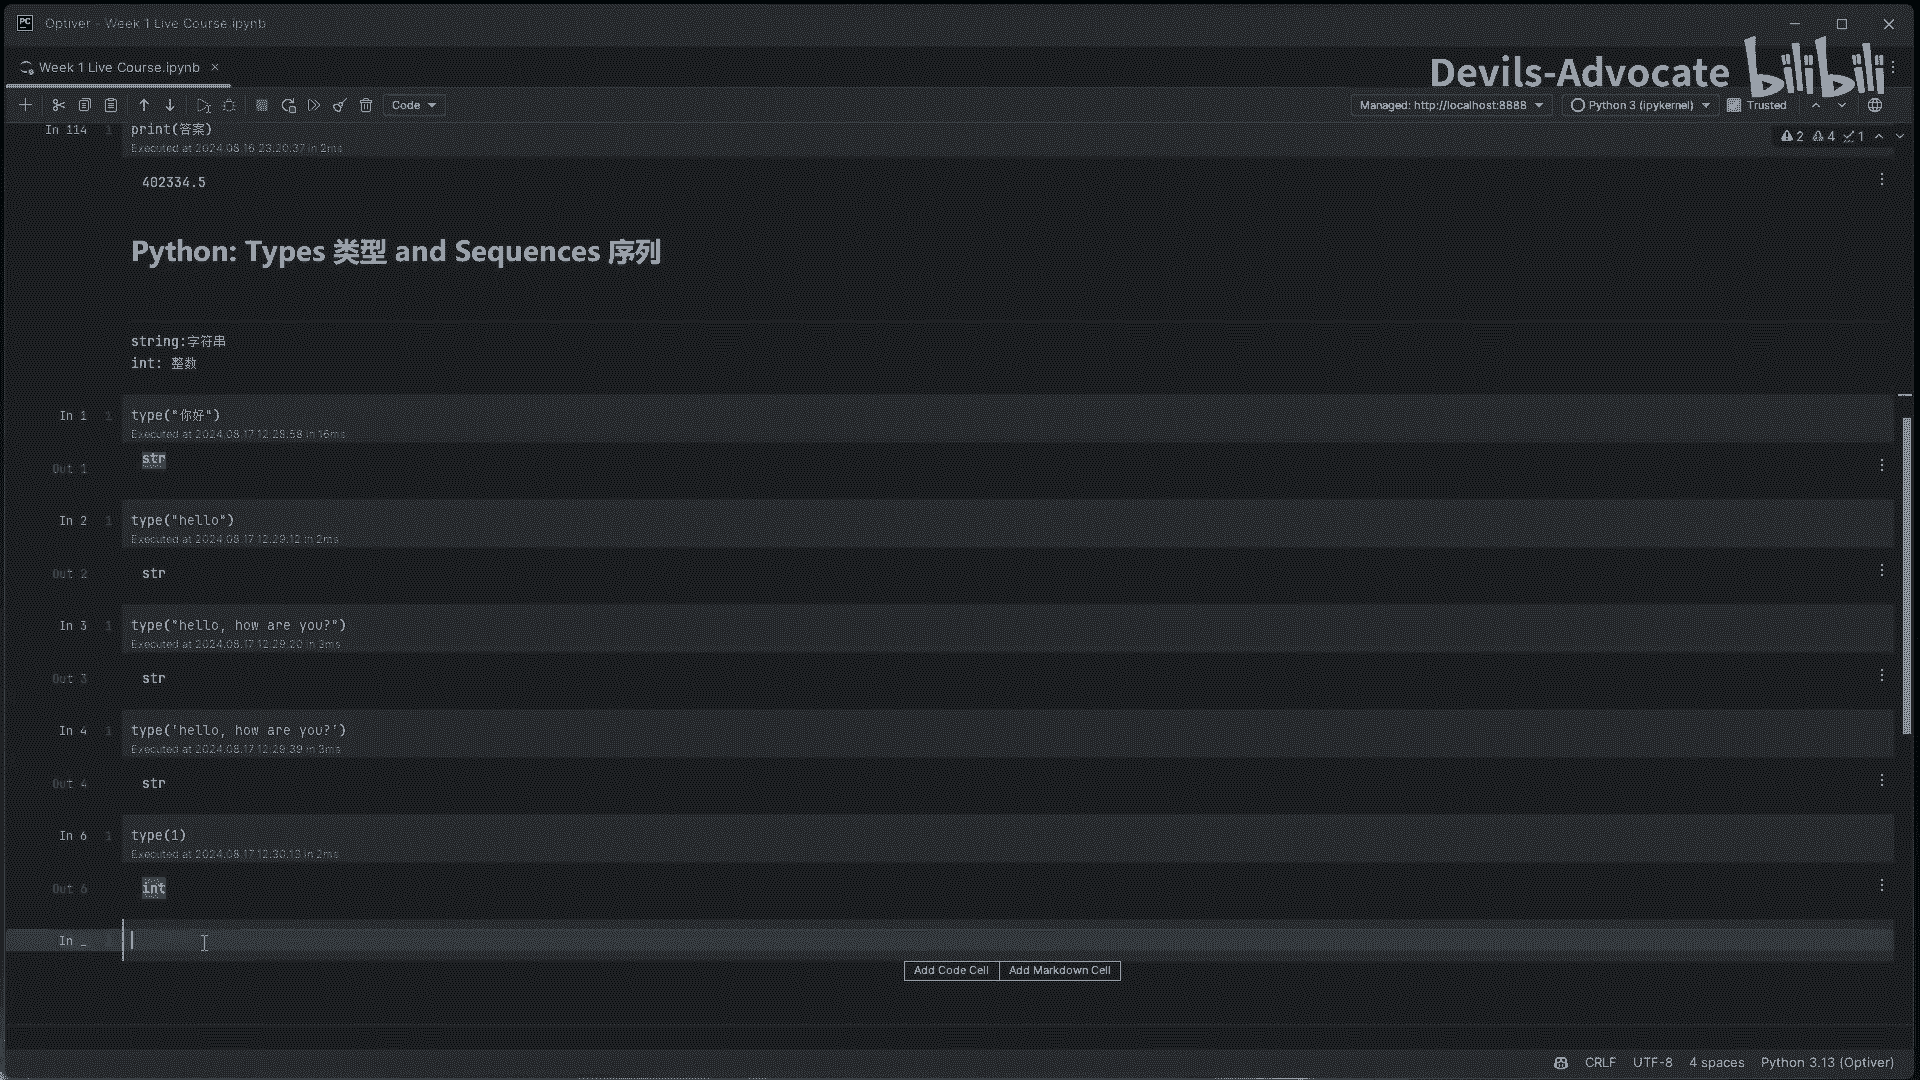 PC Optiver - Week 1 Live Course.ipynb
Week 1 Live Course.ipynb
Devils-Advocate bilibili
Code
Managed: http://localhost:8888
Python 3 (ipykernel)
Trusted
In 114 1 print(答案)
Executed at 2024.08.16 23:20:37 in 2ms
2 4 1
402334.5
Python: Types 类型 and Sequences 序列
string:字符串
int: 整数
In 1 1 type("你好")
Executed at 2024.08.17 12:28:58 in 16ms
Out 1 str
In 2 1 type("hello")
Executed at 2024.08.17 12:29:12 in 2ms
Out 2 str
In 3 1 type("hello, how are you?")
Executed at 2024.08.17 12:29:20 in 3ms
Out 3 str
In 4 1 type('hello, how are you?')
Executed at 2024.08.17 12:29:39 in 3ms
Out 4 str
In 6 1 type(1)
Executed at 2024.08.17 12:30:13 in 2ms
Out 6 int
In _ 1
Add Code Cell Add Markdown Cell
CRLF UTF-8 4 spaces Python 3.13 (Optiver)